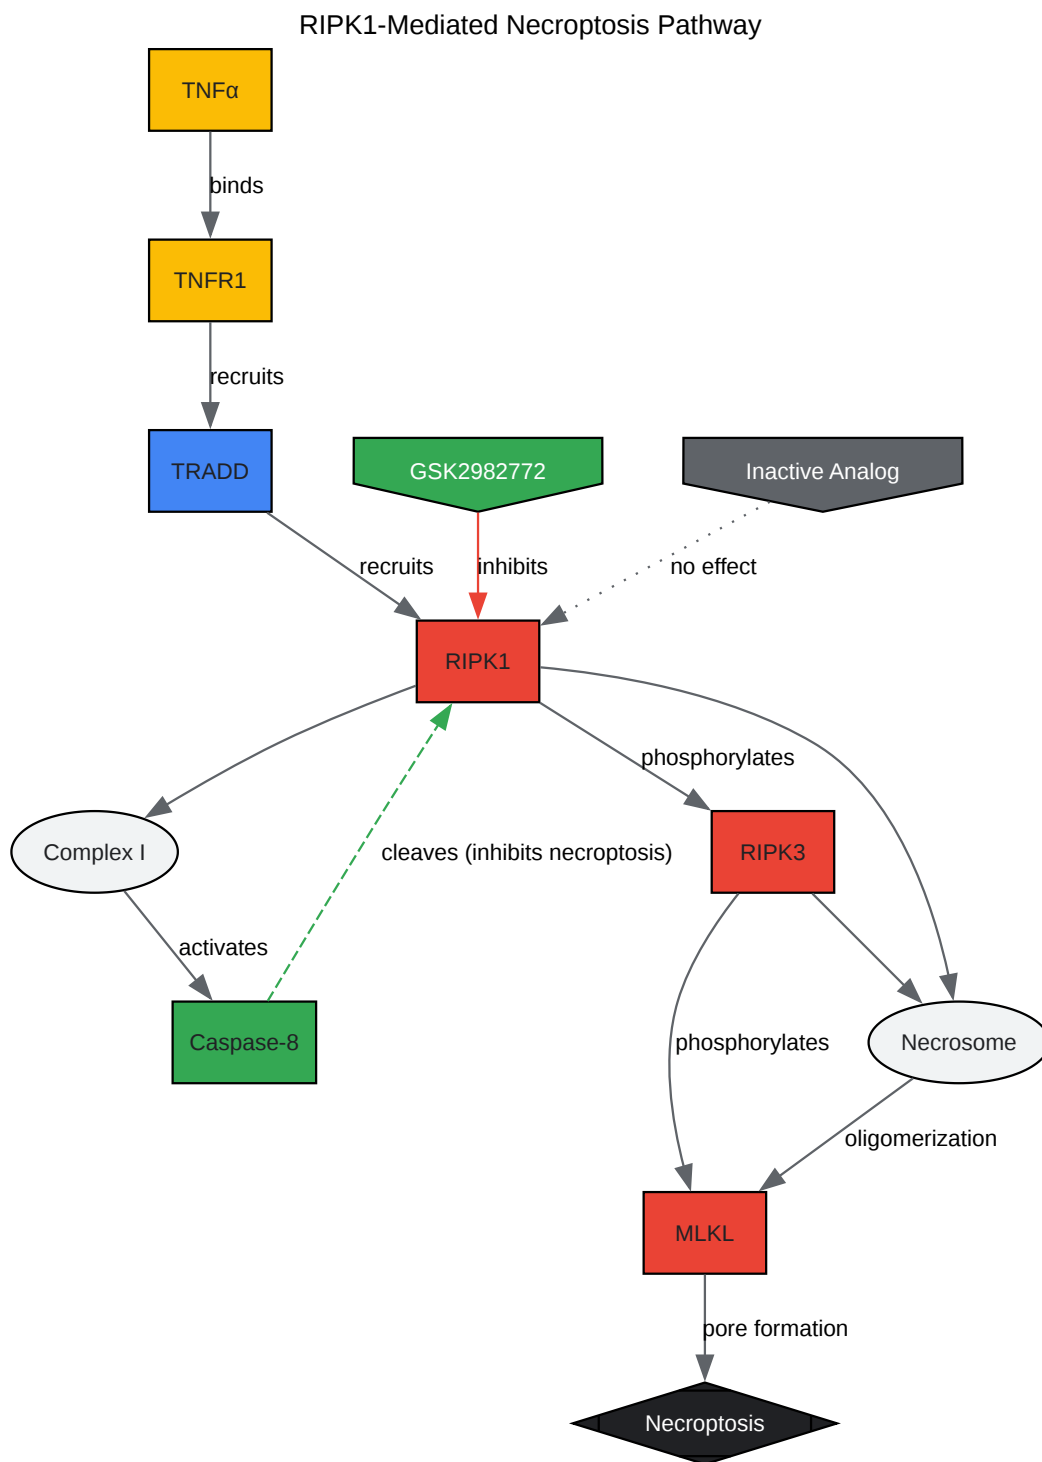 RIPK1-Mediated Necroptosis Pathway
TNFα
binds
TNFR1
recruits
TRADD
GSK2982772
Inactive Analog
recruits
inhibits
no effect
RIPK1
phosphorylates
Complex I
cleaves (inhibits necroptosis)
RIPK3
activates
Caspase-8
phosphorylates
Necrosome
oligomerization
MLKL
pore formation
Necroptosis